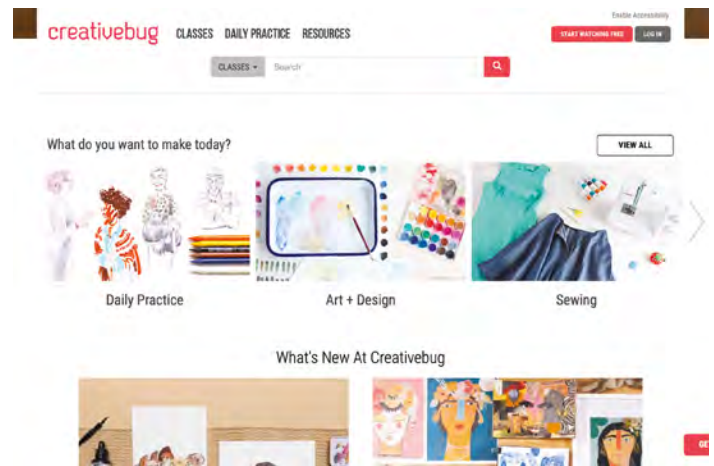 Enable Accessibility
creativebug CLASSES DAILY PRACTICE RESOURCES START WATCHING FREE LOG IN
CLASSES Search
What do you want to make today? VIEW ALL
Daily Practice Art + Design Sewing
What's New At Creativebug
GE